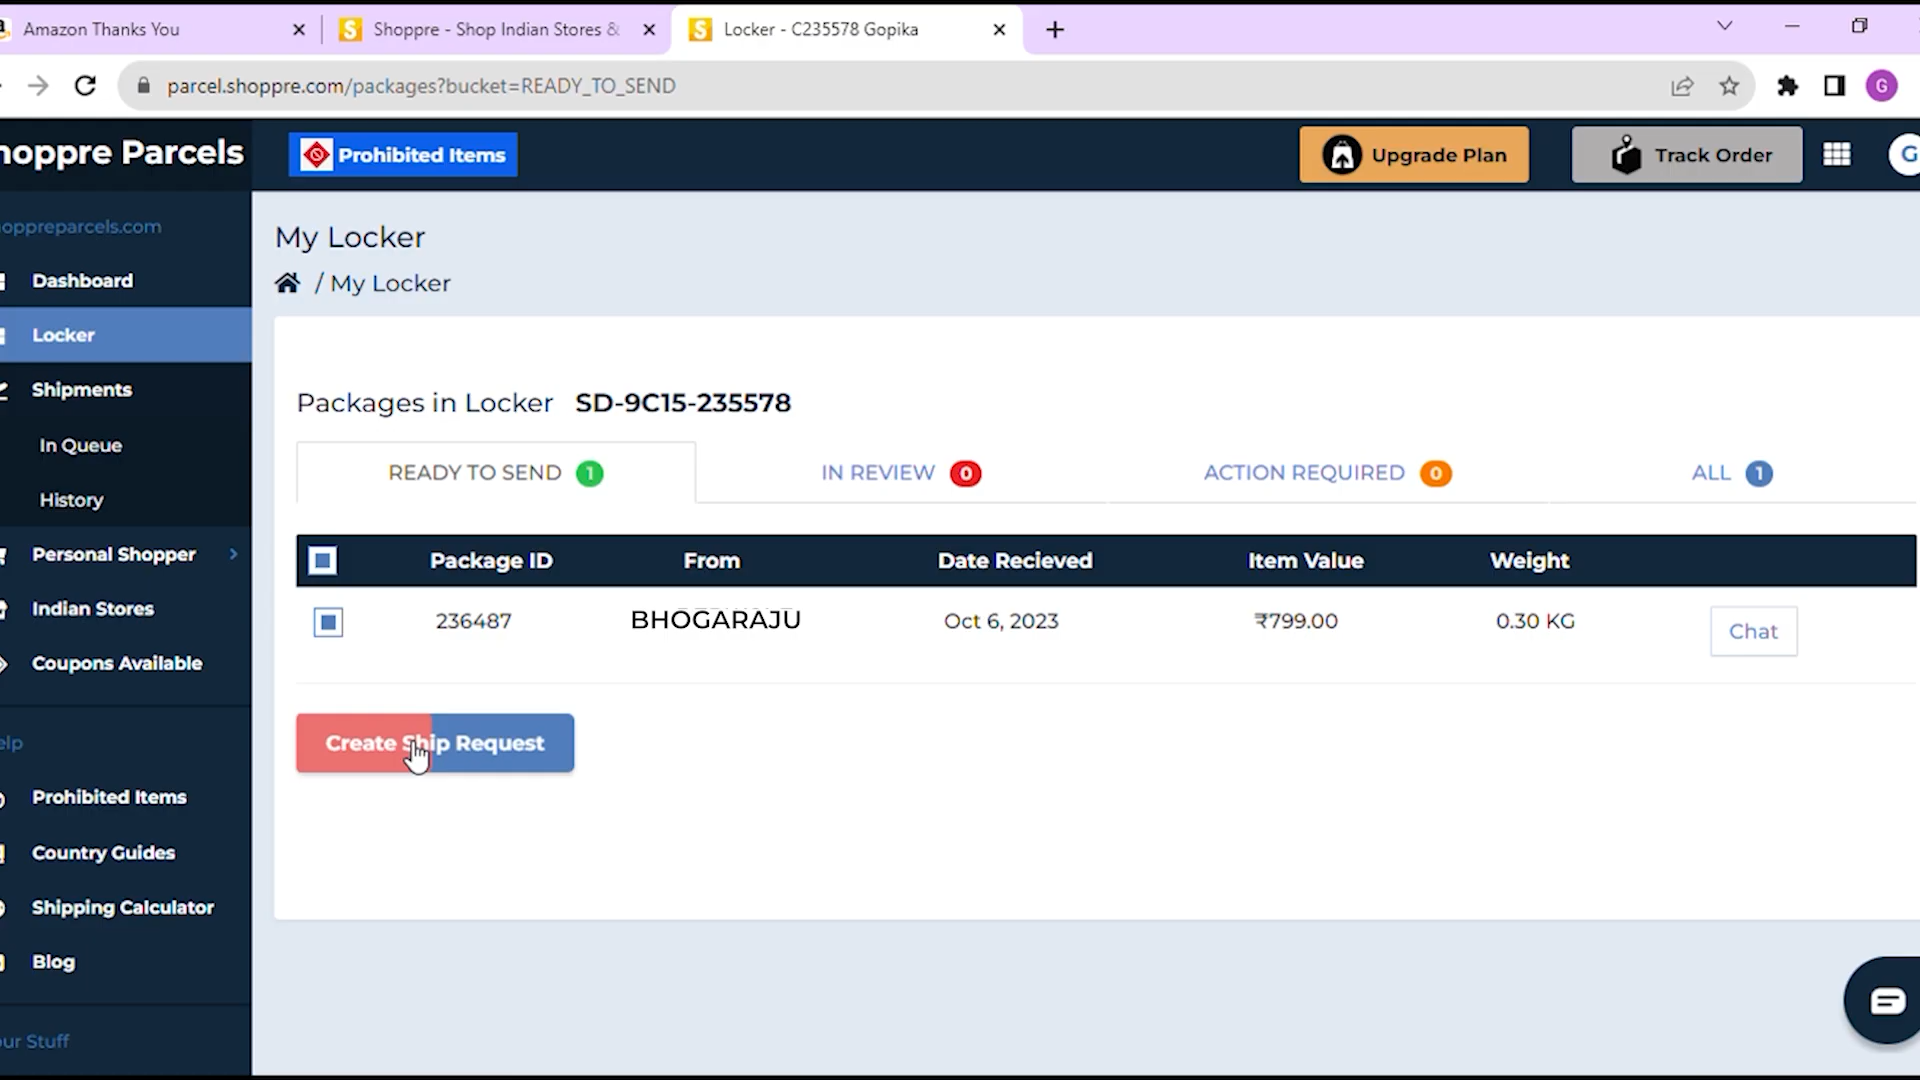 Amazon Thanks You
Shoppre - Shop Indian Stores &
Locker - C235578 Gopika
parcel.shoppre.com/packages?bucket=READY_TO_SEND
G
hoppre Parcels
Prohibited Items
Upgrade Plan
Track Order
G
oppreparcels.com
Dashboard
Locker
Shipments
In Queue
History
Personal Shopper
Indian Stores
Coupons Available
elp
Prohibited Items
Country Guides
Shipping Calculator
Blog
our Stuff
My Locker
/ My Locker
Packages in Locker SD-9C15-235578
READY TO SEND 1 IN REVIEW 0 ACTION REQUIRED 0 ALL 1
Package ID From Date Recieved Item Value Weight
236487 BHOGARAJU Oct 6, 2023 ₹799.00 0.30 KG Chat
Create Ship Request